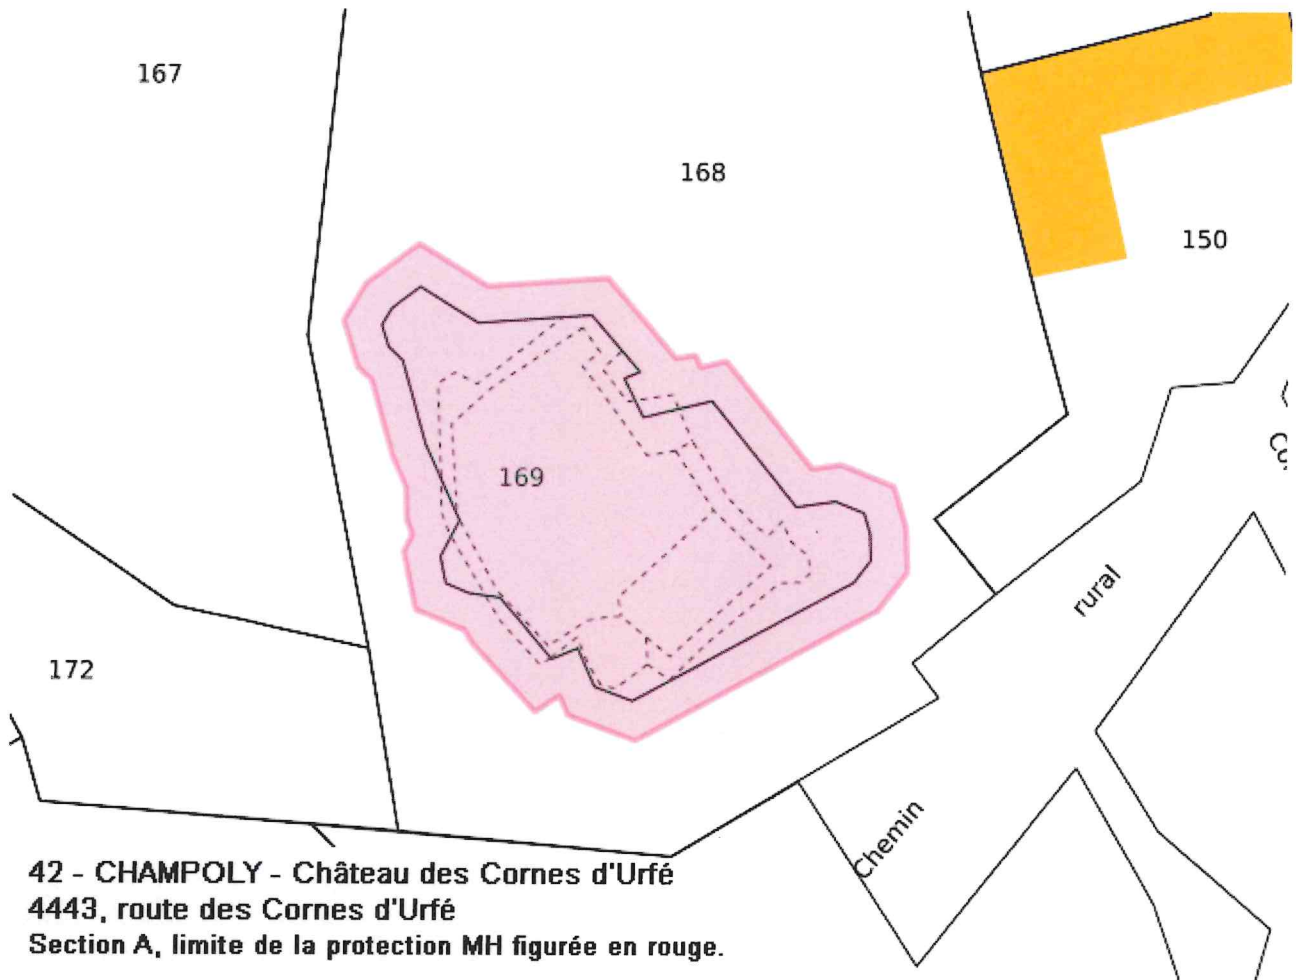 167
168
150
169
172
rural
Chemin
42 - CHAMPOLY - Château des Cornes d'Urfé
4443, route des Cornes d'Urfé
Section A, limite de la protection MH figurée en rouge.